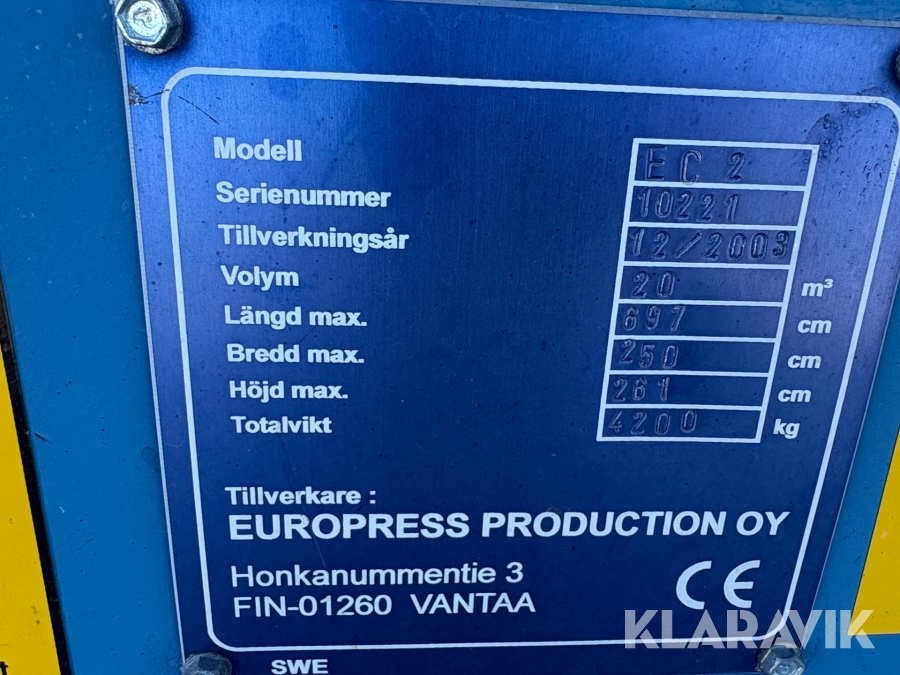 Modell EC 2
Serienummer 10221
Tillverkningsår 12/2003
Volym 20 m³
Längd max. 697 cm
Bredd max. 250 cm
Höjd max. 261 cm
Totalvikt 4200 kg
Tillverkare :
EUROPRESS PRODUCTION OY
Honkanummentie 3
FIN-01260 VANTAA CE
KLARAVIK
SWE